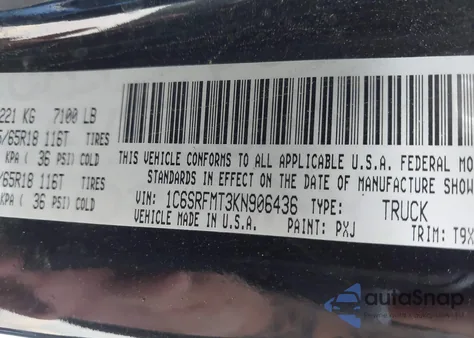 221 KG 7100 LB
/65R18 116T TIRES
KPA ( 36 PSI) COLD
/65R18 116T TIRES
KPA ( 36 PSI) COLD
THIS VEHICLE CONFORMS TO ALL APPLICABLE U.S.A. FEDERAL MO
STANDARDS IN EFFECT ON THE DATE OF MANUFACTURE SHOW
VIN: 1C6SRFMT3KN906436 TYPE: TRUCK
VEHICLE MADE IN U.S.A. PAINT: PXJ TRIM: T9X
autoSnap